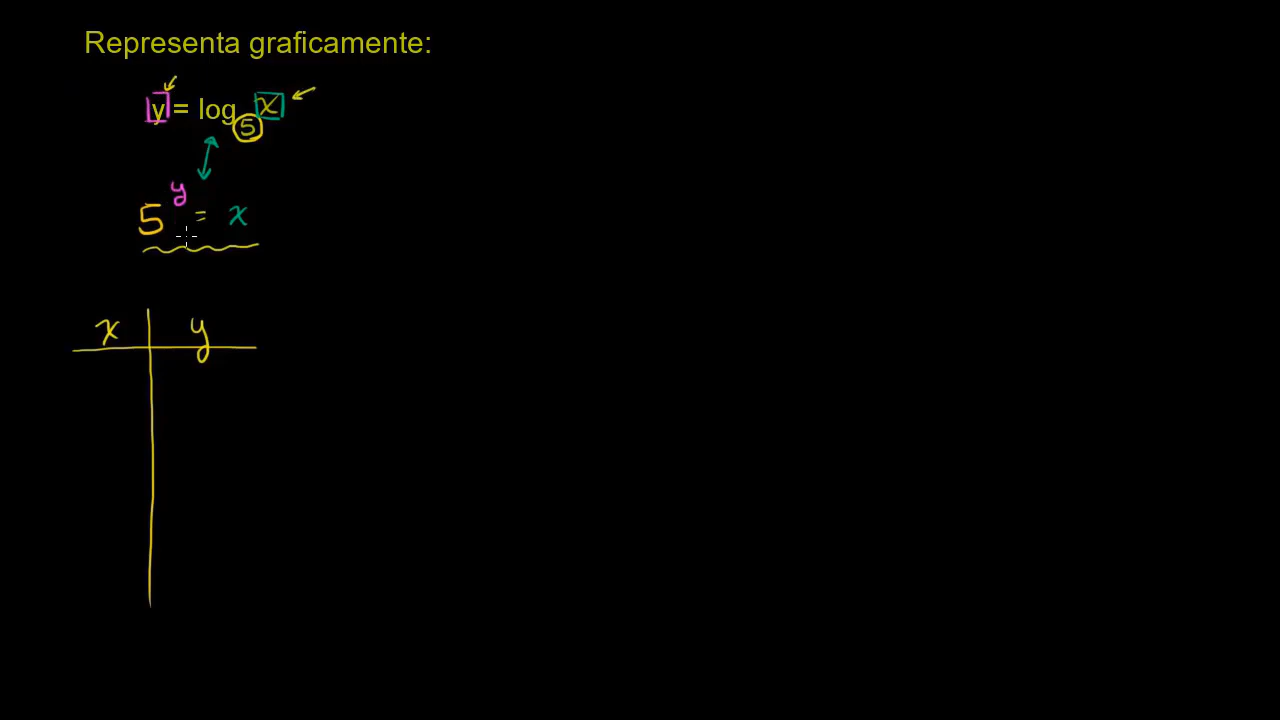 Representa graficamente:
y = log₅ x
5ʸ = x
x y